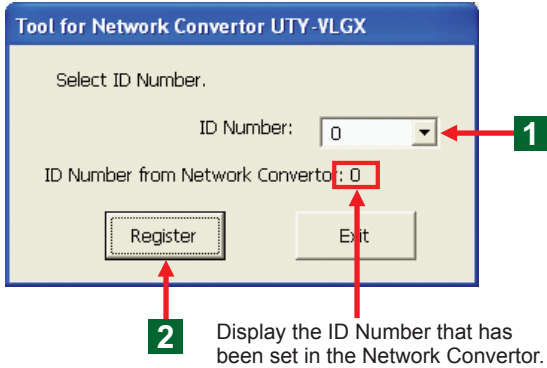 Tool for Network Convertor UTY-VLGX
Select ID Number.
ID Number:
0
1
ID Number from Network Convertor: 0
Register
Exit
2
Display the ID Number that has
been set in the Network Convertor.